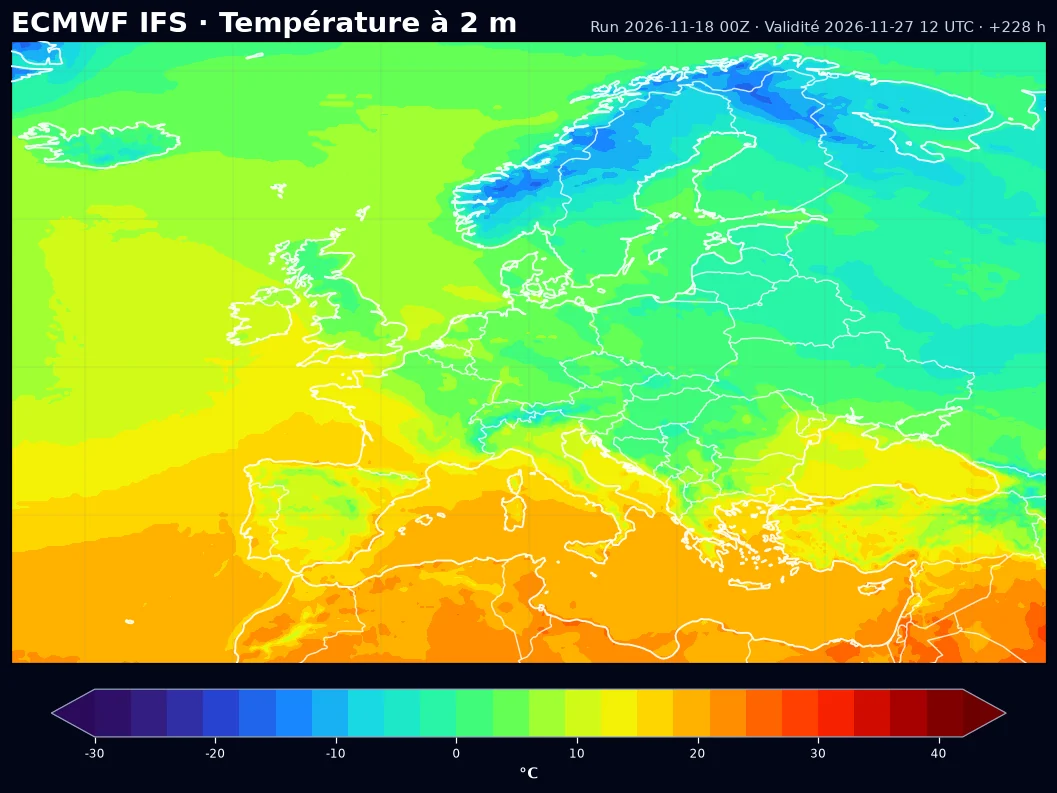 ECMWF IFS · Température à 2 m
Run 2026-11-18 00Z · Validité 2026-11-27 12 UTC · +228 h
-30 -20 -10 0 10 20 30 40
°C